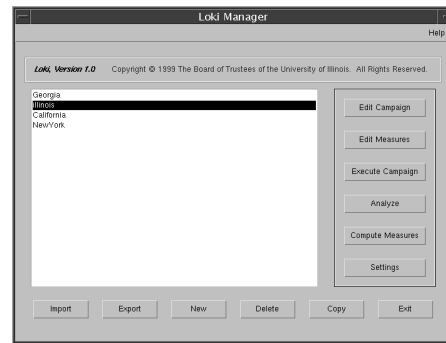 Loki Manager
Help
Loki, Version 1.0 Copyright © 1999 The Board of Trustees of the University of Illinois. All Rights Reserved.
Georgia
Illinois
California
NewYork
Edit Campaign
Edit Measures
Execute Campaign
Analyze
Compute Measures
Settings
Import Export New Delete Copy Exit